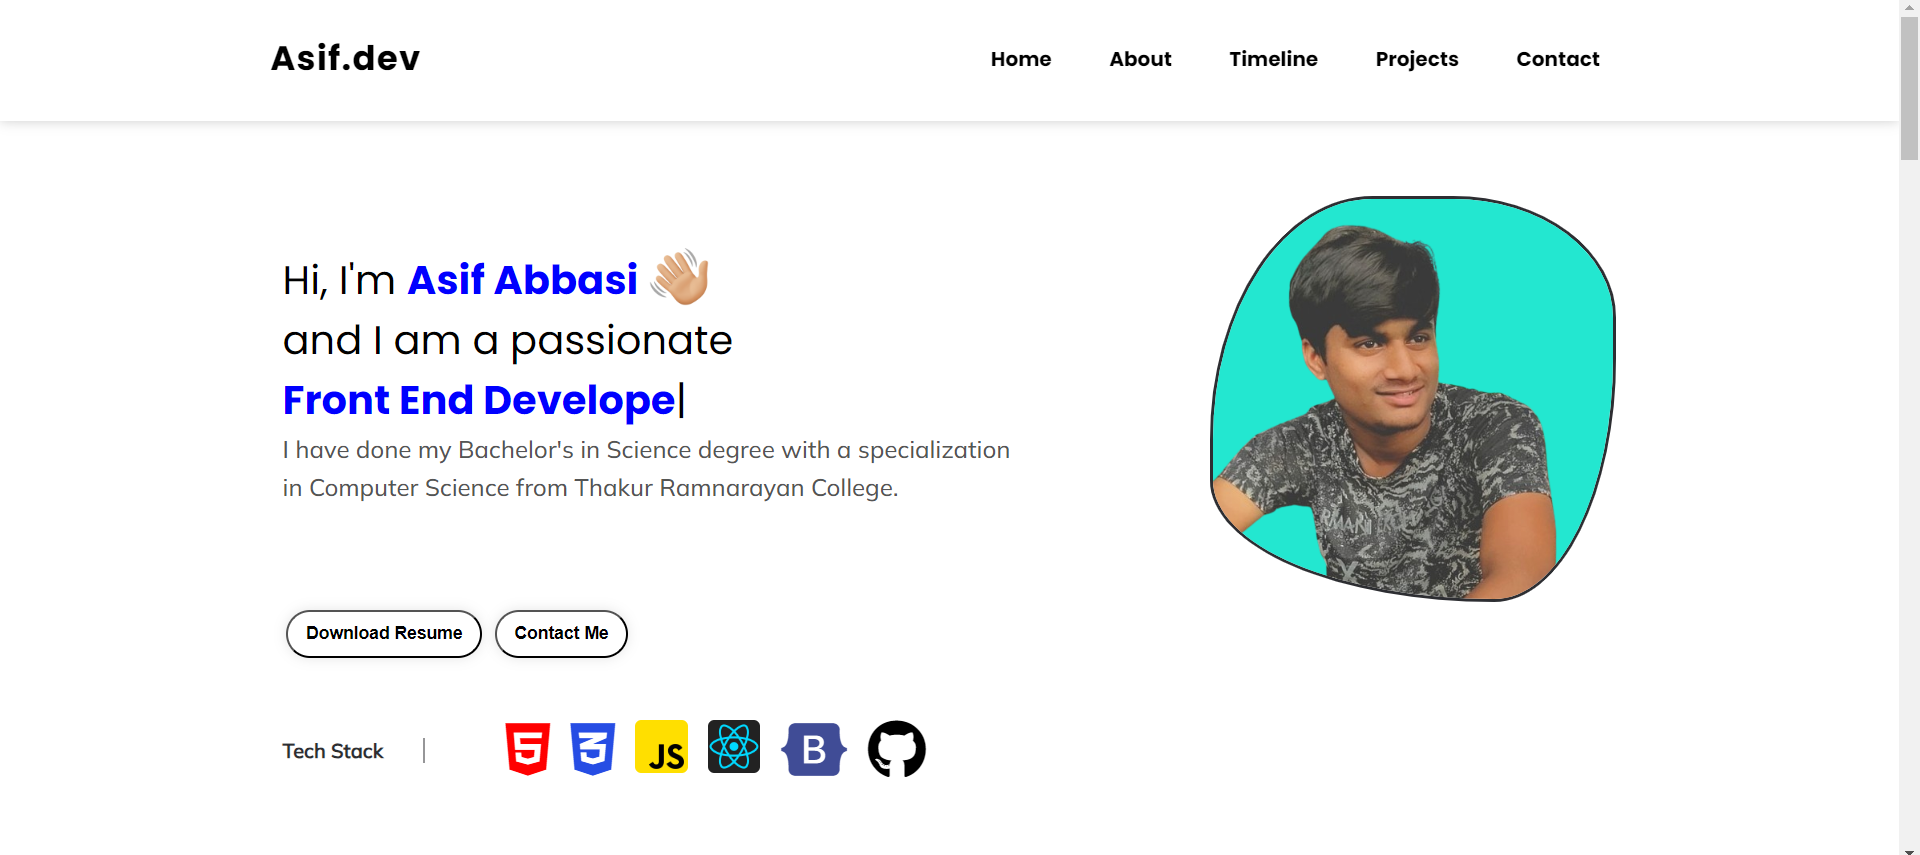 Asif.dev
Home About Timeline Projects Contact
Hi, I'm Asif Abbasi 👋🏼
and I am a passionate
Front End Develope|
I have done my Bachelor's in Science degree with a specialization
in Computer Science from Thakur Ramnarayan College.
Download Resume Contact Me
Tech Stack |
5 3 JS B